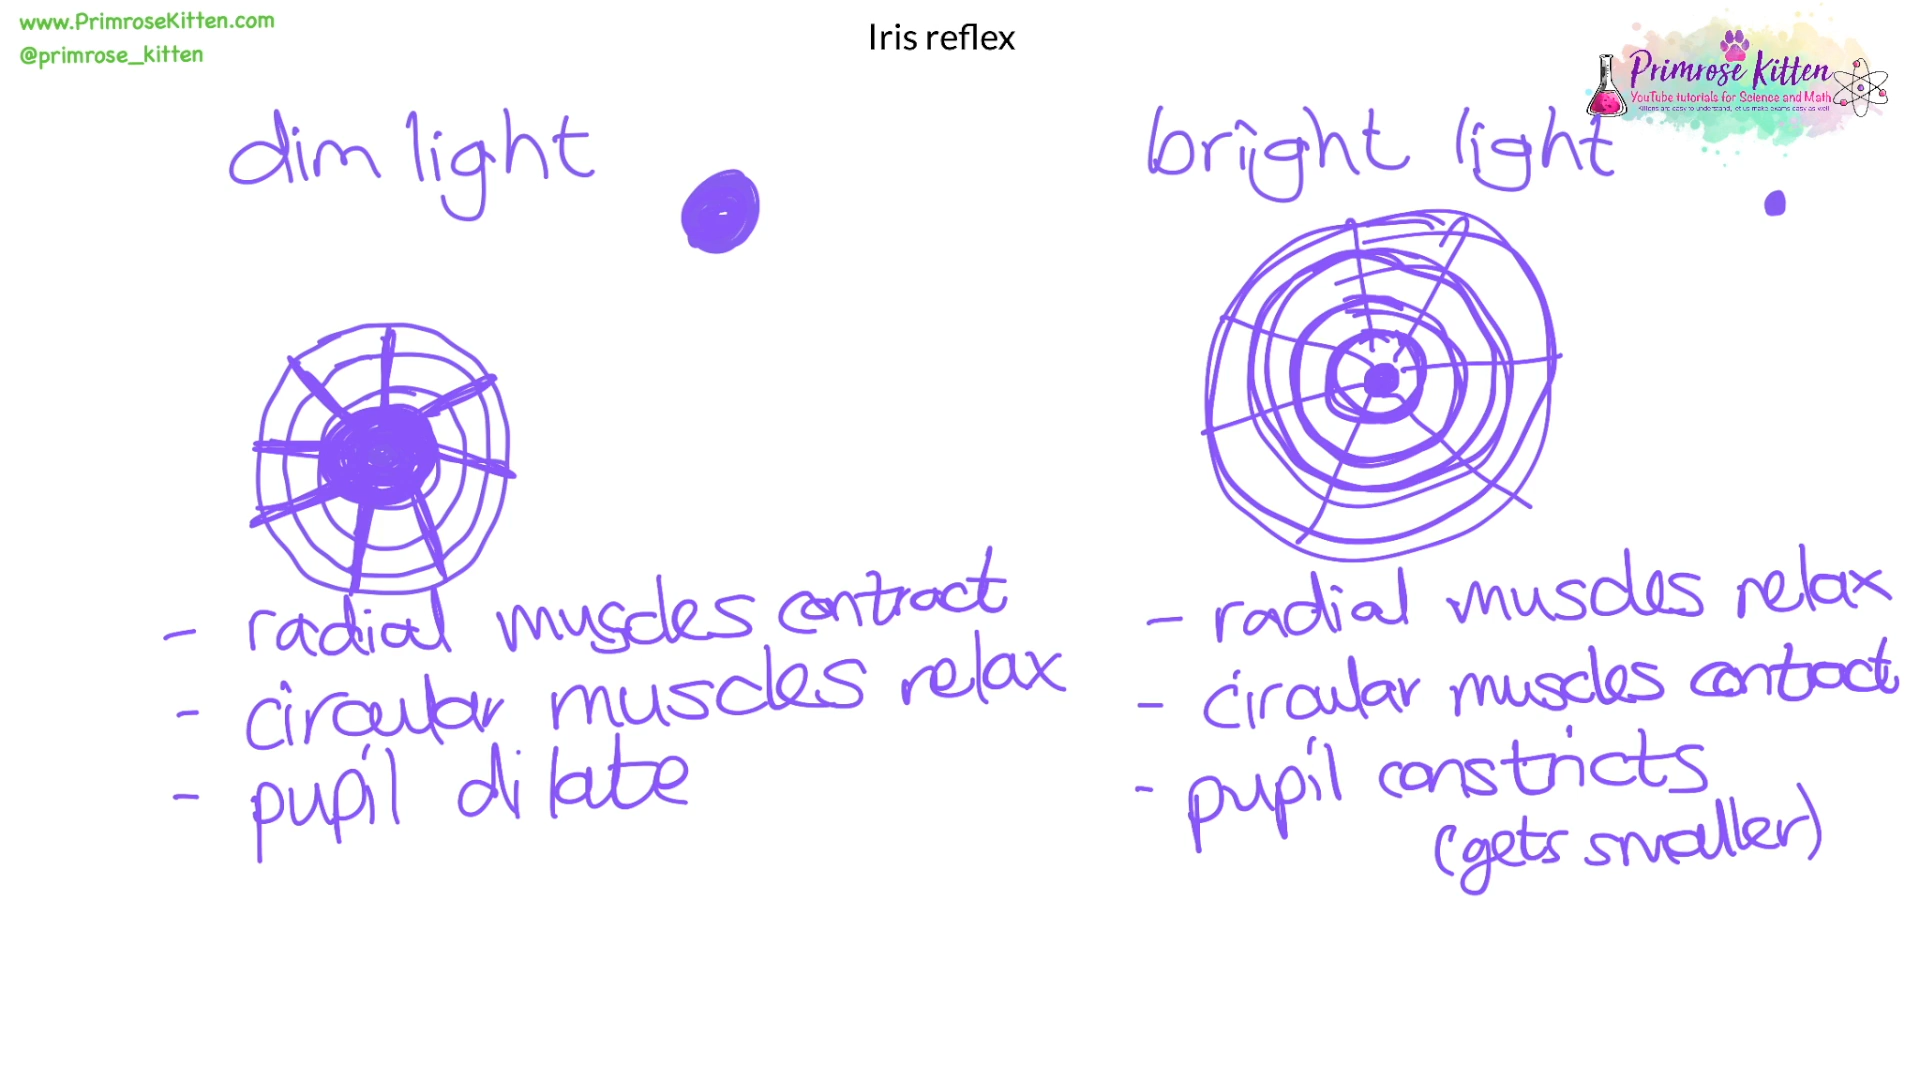 www.PrimroseKitten.com
@primrose_kitten
Iris reflex
Primrose Kitten
YouTube tutorials for Science and Math
dim light
- radial muscles contract
- circular muscles relax
- pupil dilate
bright light
- radial muscles relax
- circular muscles contract
- pupil constricts
(gets smaller)